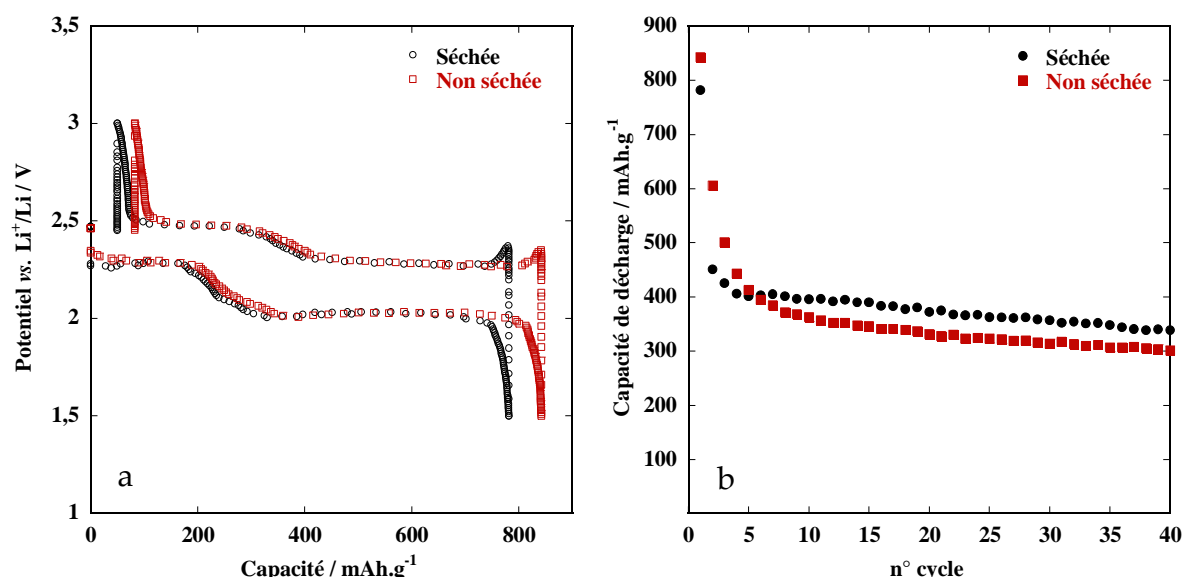 3,5
3
2,5
2
1,5
1
Potentiel vs. Li⁺/Li / V
Séchée
Non séchée
a
0
200
400
600
800
Capacité / mAh.g⁻¹
900
800
700
600
500
400
300
200
100
Capacité de décharge / mAh.g⁻¹
Séchée
Non séchée
b
0
5
10
15
20
25
30
35
40
n° cycle